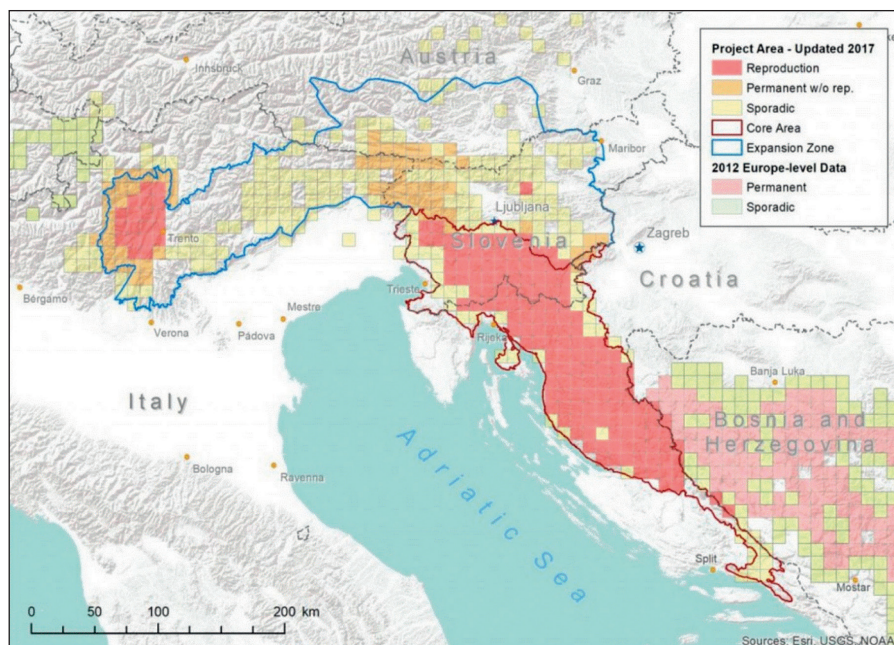 Austria
Innsbruck
Graz
Maribor
Project Area - Updated 2017
Reproduction
Permanent w/o rep.
Sporadic
Core Area
Expansion Zone
2012 Europe-level Data
Permanent
Sporadic
Ljubljana
Slovenia
Zagreb
Croatia
Trento
Bérgamo
Verona
Pádova
Mestre
Trieste
Rijeka
Banja Luka
Bosnia and
Herzegovina
Italy
Bologna
Ravenna
Adriatic Sea
Split
Mostar
0 50 100 200 km
Sources: Esri, USGS, NOAA